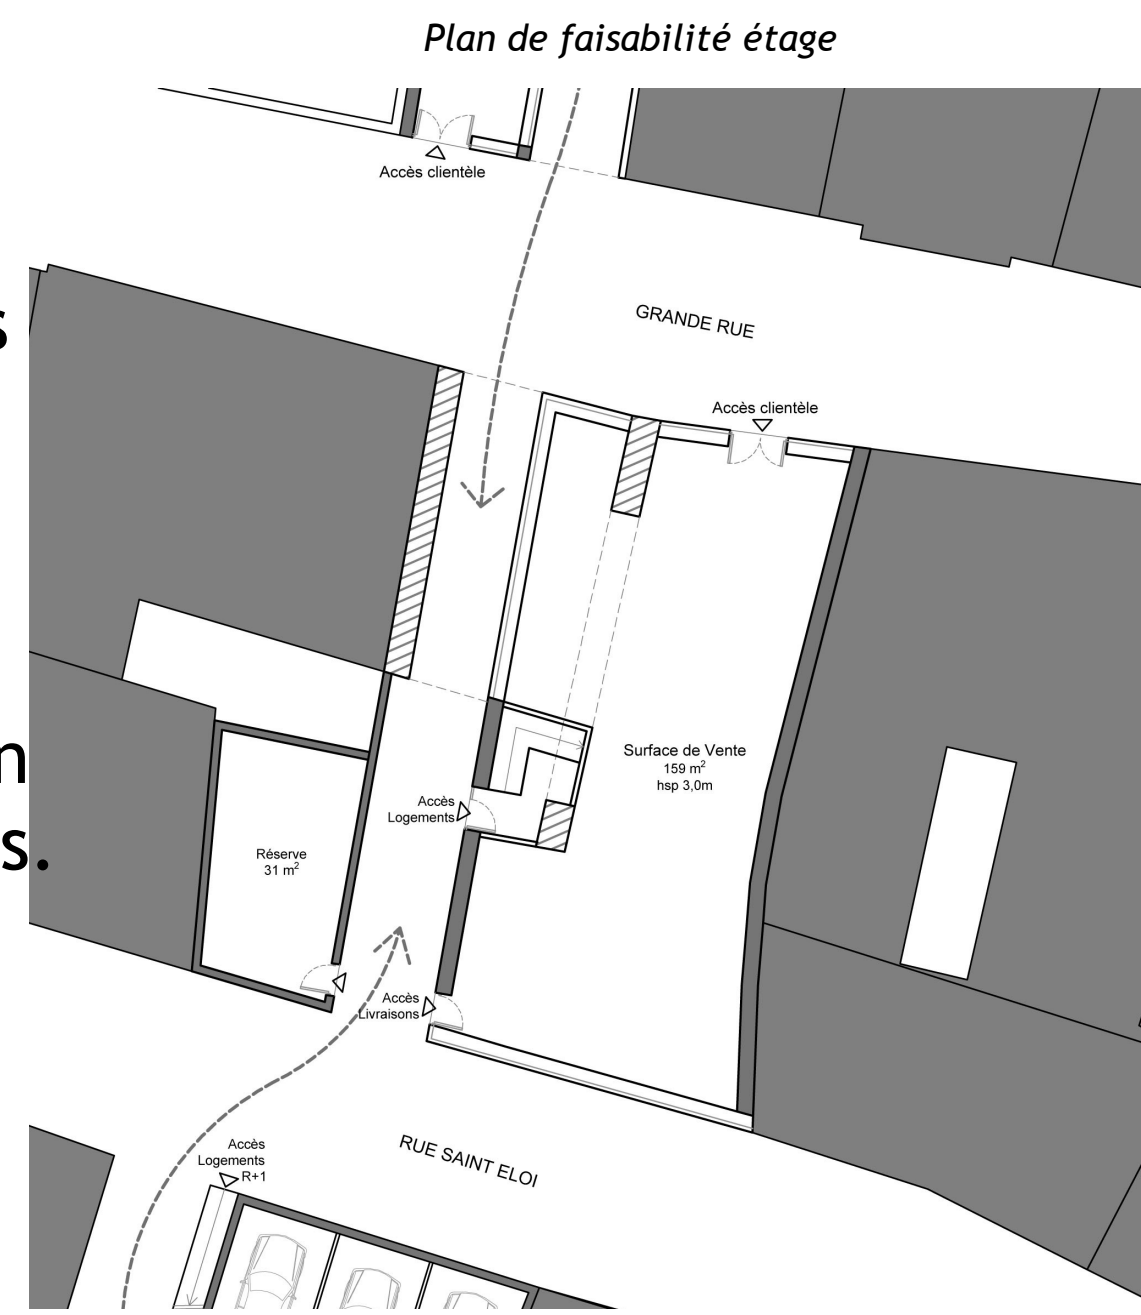 Plan de faisabilité étage
Accès clientèle
s
GRANDE RUE
Accès clientèle
Surface de Vente
159 m²
hsp 3,0m
n
Accès
Logements
s.
Réserve
31 m²
Accès
Livraisons
RUE SAINT ELOI
Accès
Logements
R+1